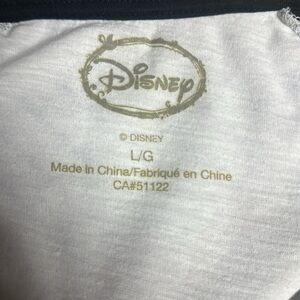 Disney
© DISNEY
L/G
Made in China/Fabriqué en Chine
CA#51122